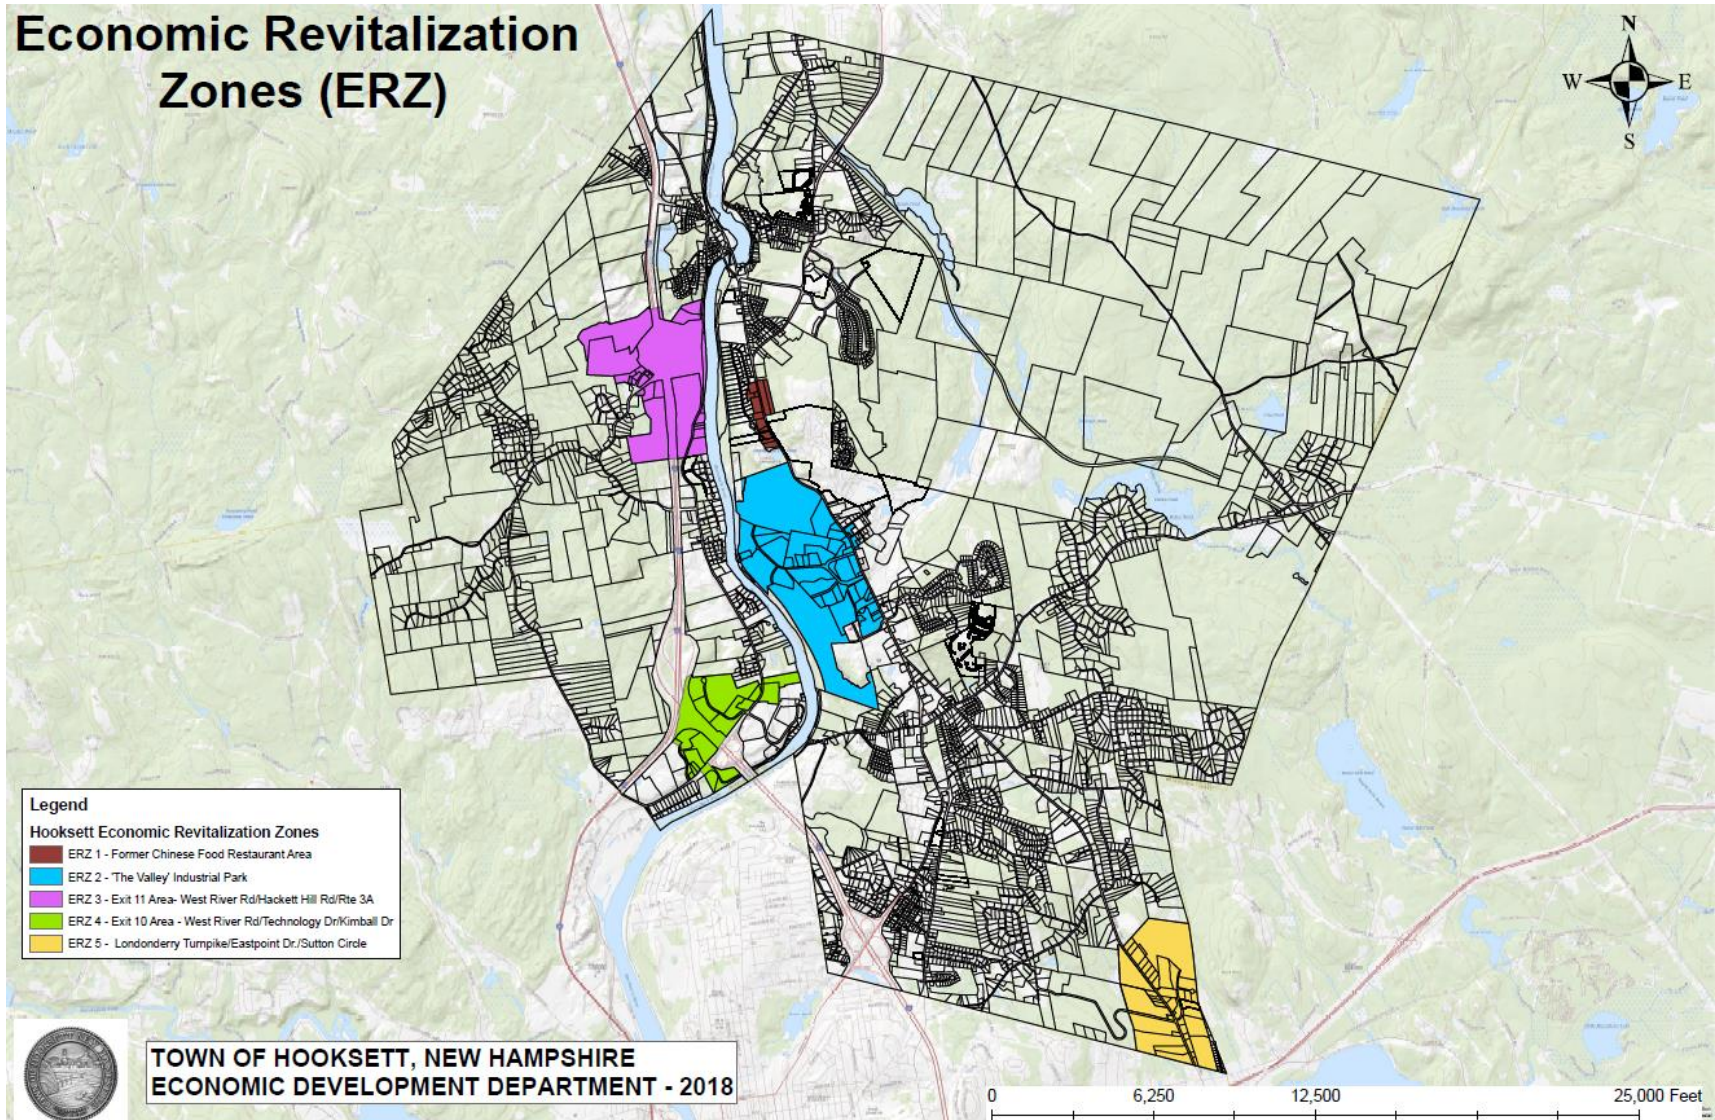 Economic Revitalization
Zones (ERZ)
N
W
E
S
Legend
Hooksett Economic Revitalization Zones
ERZ 1 - Former Chinese Food Restaurant Area
ERZ 2 - 'The Valley' Industrial Park
ERZ 3 - Exit 11 Area- West River Rd/Hackett Hill Rd/Rte 3A
ERZ 4 - Exit 10 Area - West River Rd/Technology Dr/Kimball Dr
ERZ 5 - Londonderry Turnpike/Eastpoint Dr./Sutton Circle
TOWN OF HOOKSETT, NEW HAMPSHIRE
ECONOMIC DEVELOPMENT DEPARTMENT - 2018
0
6,250
12,500
25,000 Feet